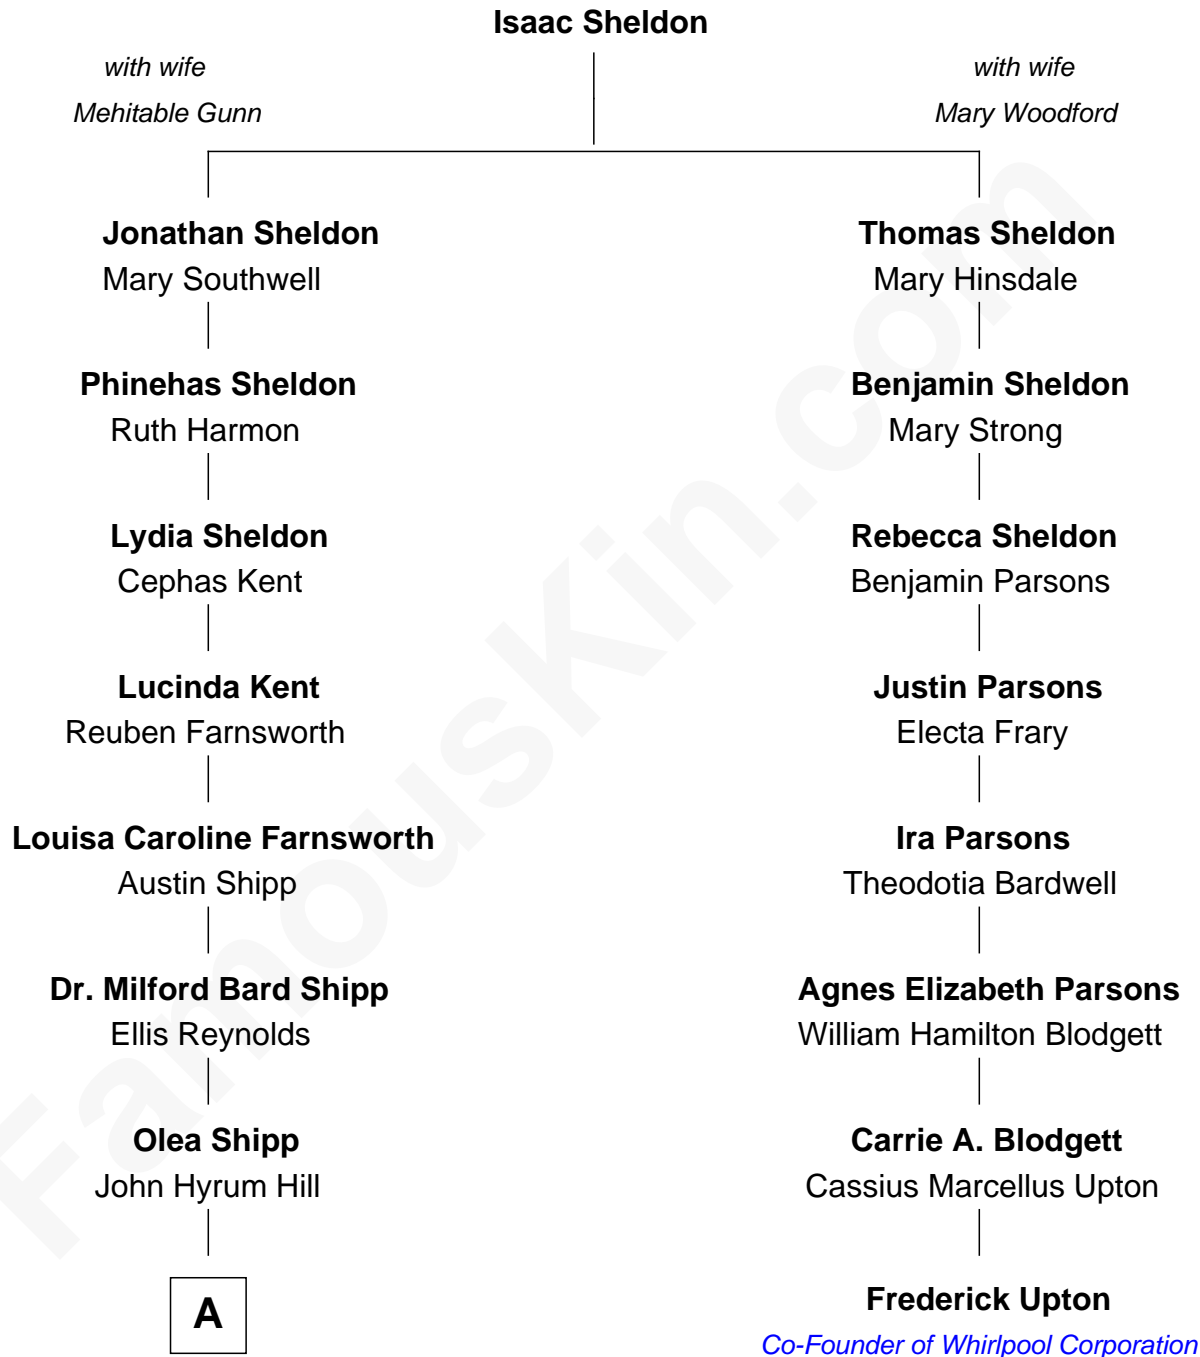 Isaac Sheldon
with wife
Mehitable Gunn
with wife
Mary Woodford
Jonathan Sheldon
Mary Southwell
Thomas Sheldon
Mary Hinsdale
Phinehas Sheldon
Ruth Harmon
Benjamin Sheldon
Mary Strong
Lydia Sheldon
Cephas Kent
Rebecca Sheldon
Benjamin Parsons
Lucinda Kent
Reuben Farnsworth
Justin Parsons
Electa Frary
Louisa Caroline Farnsworth
Austin Shipp
Ira Parsons
Theodotia Bardwell
Dr. Milford Bard Shipp
Ellis Reynolds
Agnes Elizabeth Parsons
William Hamilton Blodgett
Olea Shipp
John Hyrum Hill
Carrie A. Blodgett
Cassius Marcellus Upton
A
Frederick Upton
Co-Founder of Whirlpool Corporation
FamousKin.com